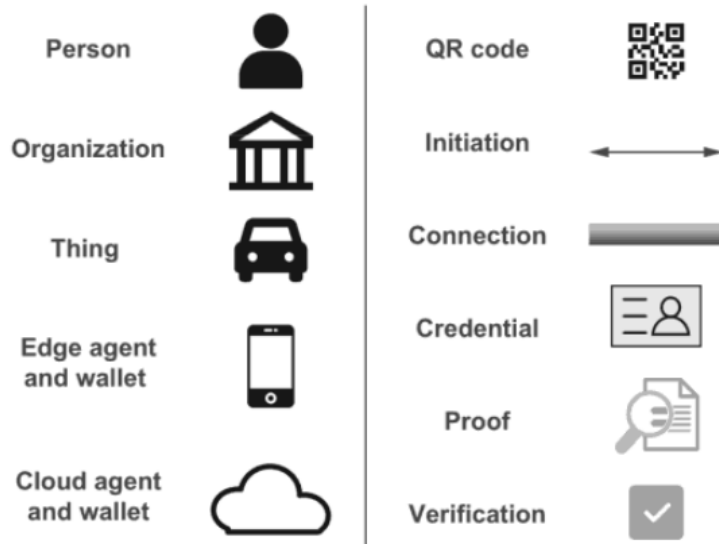 Person
Organization
Thing
Edge agent
and wallet
Cloud agent
and wallet
QR code
Initiation
Connection
Credential
Proof
Verification